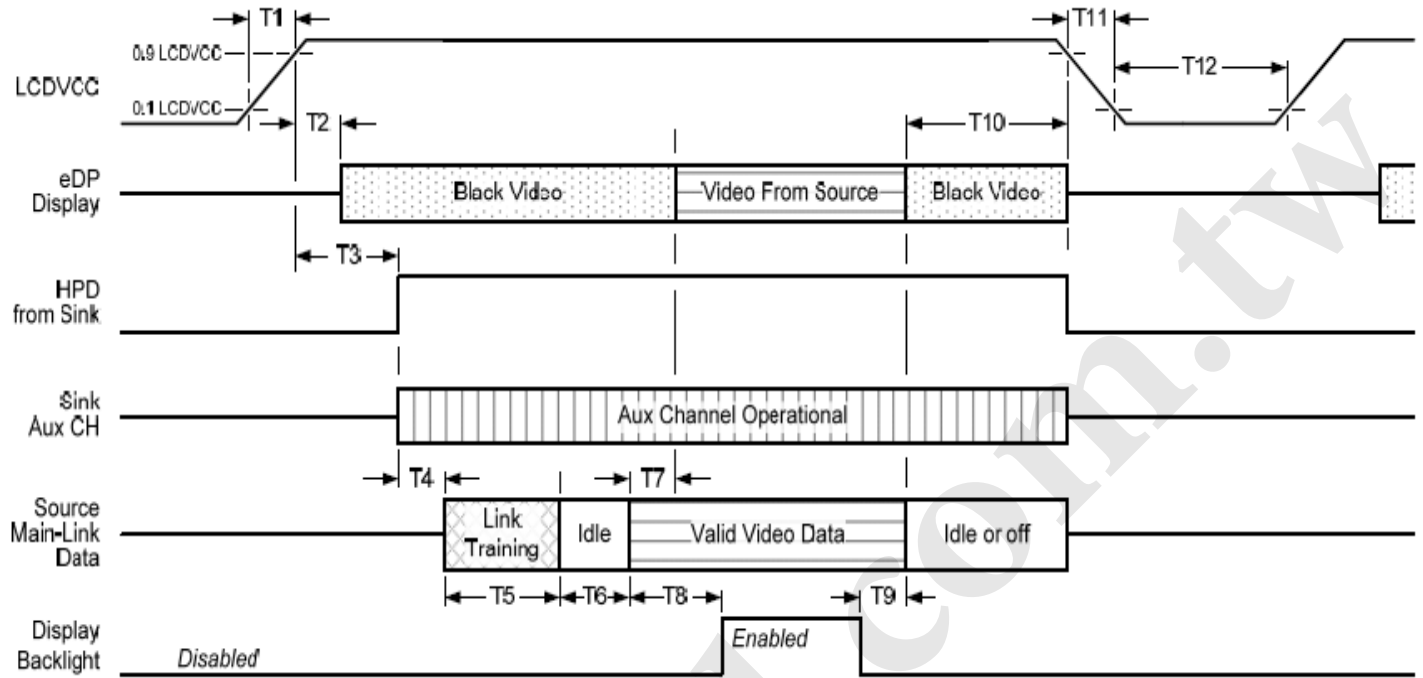 T1
T11
0.9 LCDVCC
LCDVCC
T12
0.1 LCDVCC
T2
T10
eDP
Display
Black Video
Video From Source
Black Video
T3
HPD
from Sink
Sink
Aux CH
Aux Channel Operational
T4
T7
Source
Main-Link
Data
Link
Training
Idle
Valid Video Data
Idle or off
T5
T6
T8
T9
Display
Backlight
Disabled
Enabled
com.tw